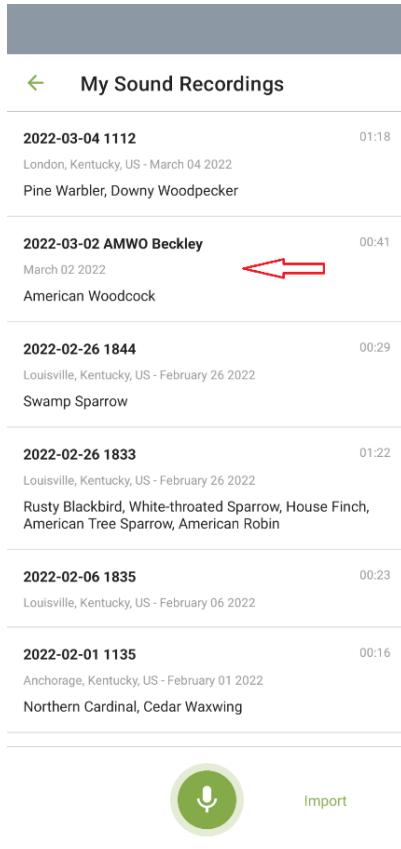 My Sound Recordings
2022-03-04 1112 01:18
London, Kentucky, US - March 04 2022
Pine Warbler, Downy Woodpecker
2022-03-02 AMWO Beckley 00:41
March 02 2022
American Woodcock
2022-02-26 1844 00:29
Louisville, Kentucky, US - February 26 2022
Swamp Sparrow
2022-02-26 1833 01:22
Louisville, Kentucky, US - February 26 2022
Rusty Blackbird, White-throated Sparrow, House Finch,
American Tree Sparrow, American Robin
2022-02-06 1835 00:23
Louisville, Kentucky, US - February 06 2022
2022-02-01 1135 00:16
Anchorage, Kentucky, US - February 01 2022
Northern Cardinal, Cedar Waxwing
Import